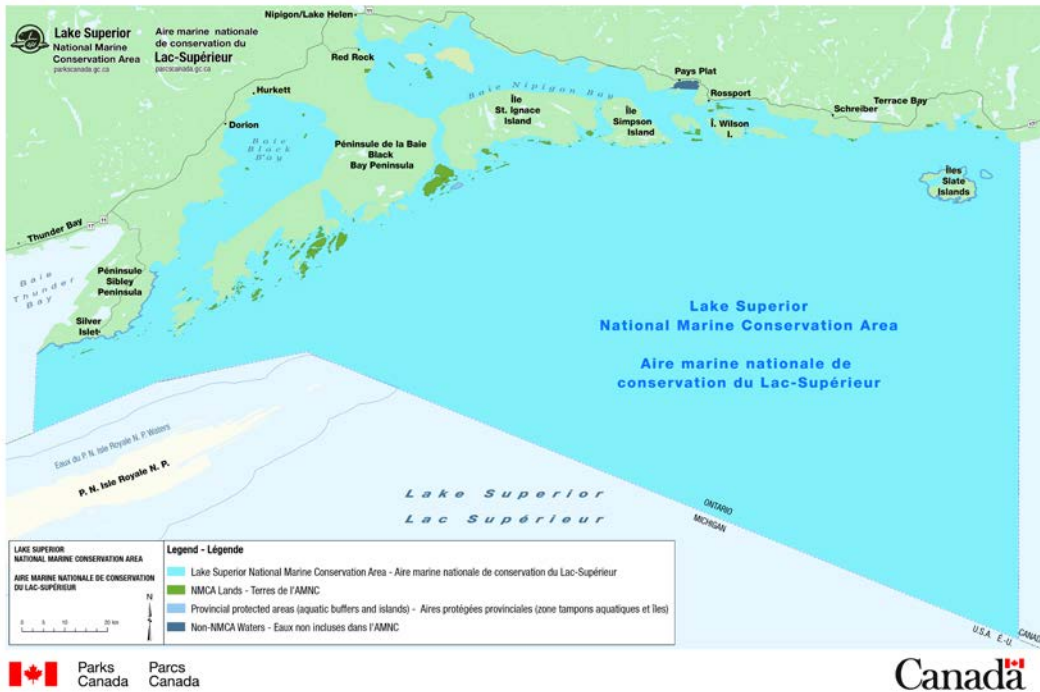 Lake Superior
National Marine
Conservation Area
parkscanada.gc.ca
Aire marine nationale
de conservation du
Lac-Supérieur
parcscanada.gc.ca
Nipigon/Lake Helen
11
Red Rock
Hurkett
Dorion
Baie Nipigon Bay
Pays Plat
Rossport
Terrace Bay
Schreiber
17
Île
St. Ignace
Island
Île
Simpson
Island
Î. Wilson
I.
Baie
Black
Bay
Péninsule de la Baie
Black
Bay Peninsula
Îles
Slate
Islands
Thunder Bay
17
11
Baie
Thunder
Bay
Péninsule
Sibley
Peninsula
Silver
Islet
Lake Superior
National Marine Conservation Area
Aire marine nationale de
conservation du Lac-Supérieur
Eaux du P. N. Isle Royale N. P. Waters
P. N. Isle Royale N. P.
Lake Superior
Lac Supérieur
ONTARIO
MICHIGAN
U.S.A. É.-U.
CANADA
LAKE SUPERIOR
NATIONAL MARINE CONSERVATION AREA
AIRE MARINE NATIONALE DE CONSERVATION
DU LAC-SUPÉRIEUR
N
0 5 10 20 km
Legend - Légende
Lake Superior National Marine Conservation Area - Aire marine nationale de conservation du Lac-Supérieur
NMCA Lands - Terres de l'AMNC
Provincial protected areas (aquatic buffers and islands) - Aires protégées provinciales (zone tampons aquatiques et îles)
Non-NMCA Waters - Eaux non incluses dans l'AMNC
Parks
Canada
Parcs
Canada
Canada